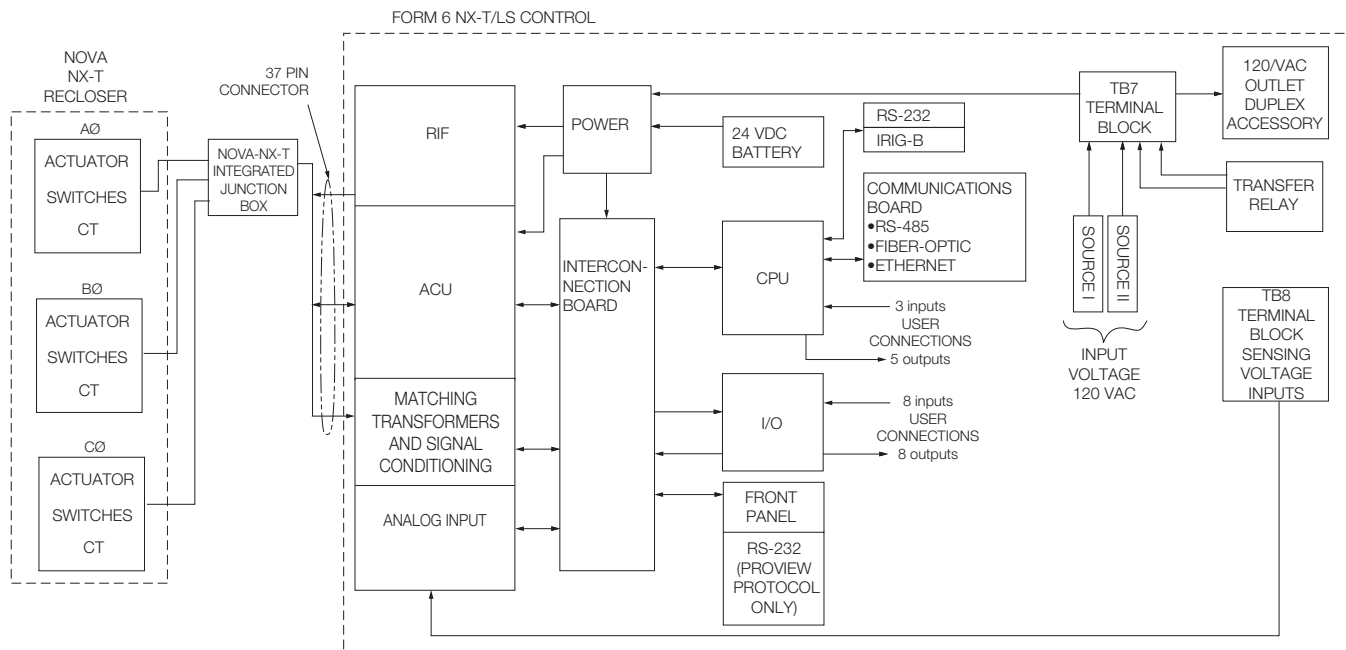 FORM 6 NX-T/LS CONTROL
NOVA
NX-T
RECLOSER
AØ
ACTUATOR
SWITCHES
CT
BØ
ACTUATOR
SWITCHES
CT
CØ
ACTUATOR
SWITCHES
CT
NOVA-NX-T
INTEGRATED
JUNCTION
BOX
37 PIN
CONNECTOR
RIF
ACU
MATCHING
TRANSFORMERS
AND SIGNAL
CONDITIONING
ANALOG INPUT
POWER
24 VDC
BATTERY
INTERCON-
NECTION
BOARD
RS-232
IRIG-B
COMMUNICATIONS
BOARD
•RS-485
•FIBER-OPTIC
•ETHERNET
CPU
3 inputs
USER
CONNECTIONS
5 outputs
I/O
8 inputs
USER
CONNECTIONS
8 outputs
FRONT
PANEL
RS-232
(PROVIEW
PROTOCOL
ONLY)
TB7
TERMINAL
BLOCK
120/VAC
OUTLET
DUPLEX
ACCESSORY
TRANSFER
RELAY
SOURCE I
SOURCE II
INPUT
VOLTAGE
120 VAC
TB8
TERMINAL
BLOCK
SENSING
VOLTAGE
INPUTS